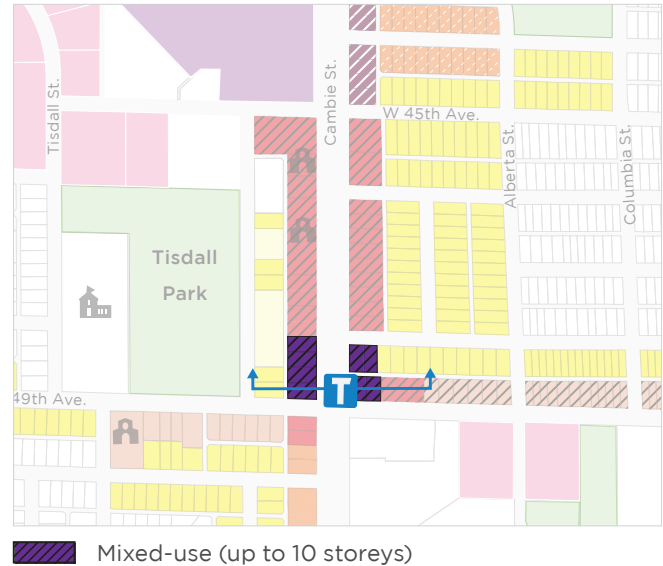 Tisdall St.
Cambie St.
W 45th Ave.
Alberta St.
Columbia St.
Tisdall
Park
T
49th Ave.
Mixed-use (up to 10 storeys)